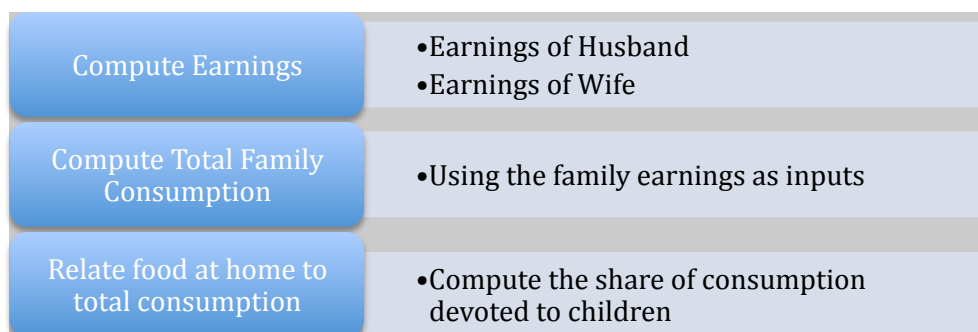 Compute Earnings
•Earnings of Husband
•Earnings of Wife
Compute Total Family
Consumption
•Using the family earnings as inputs
Relate food at home to
total consumption
•Compute the share of consumption
devoted to children